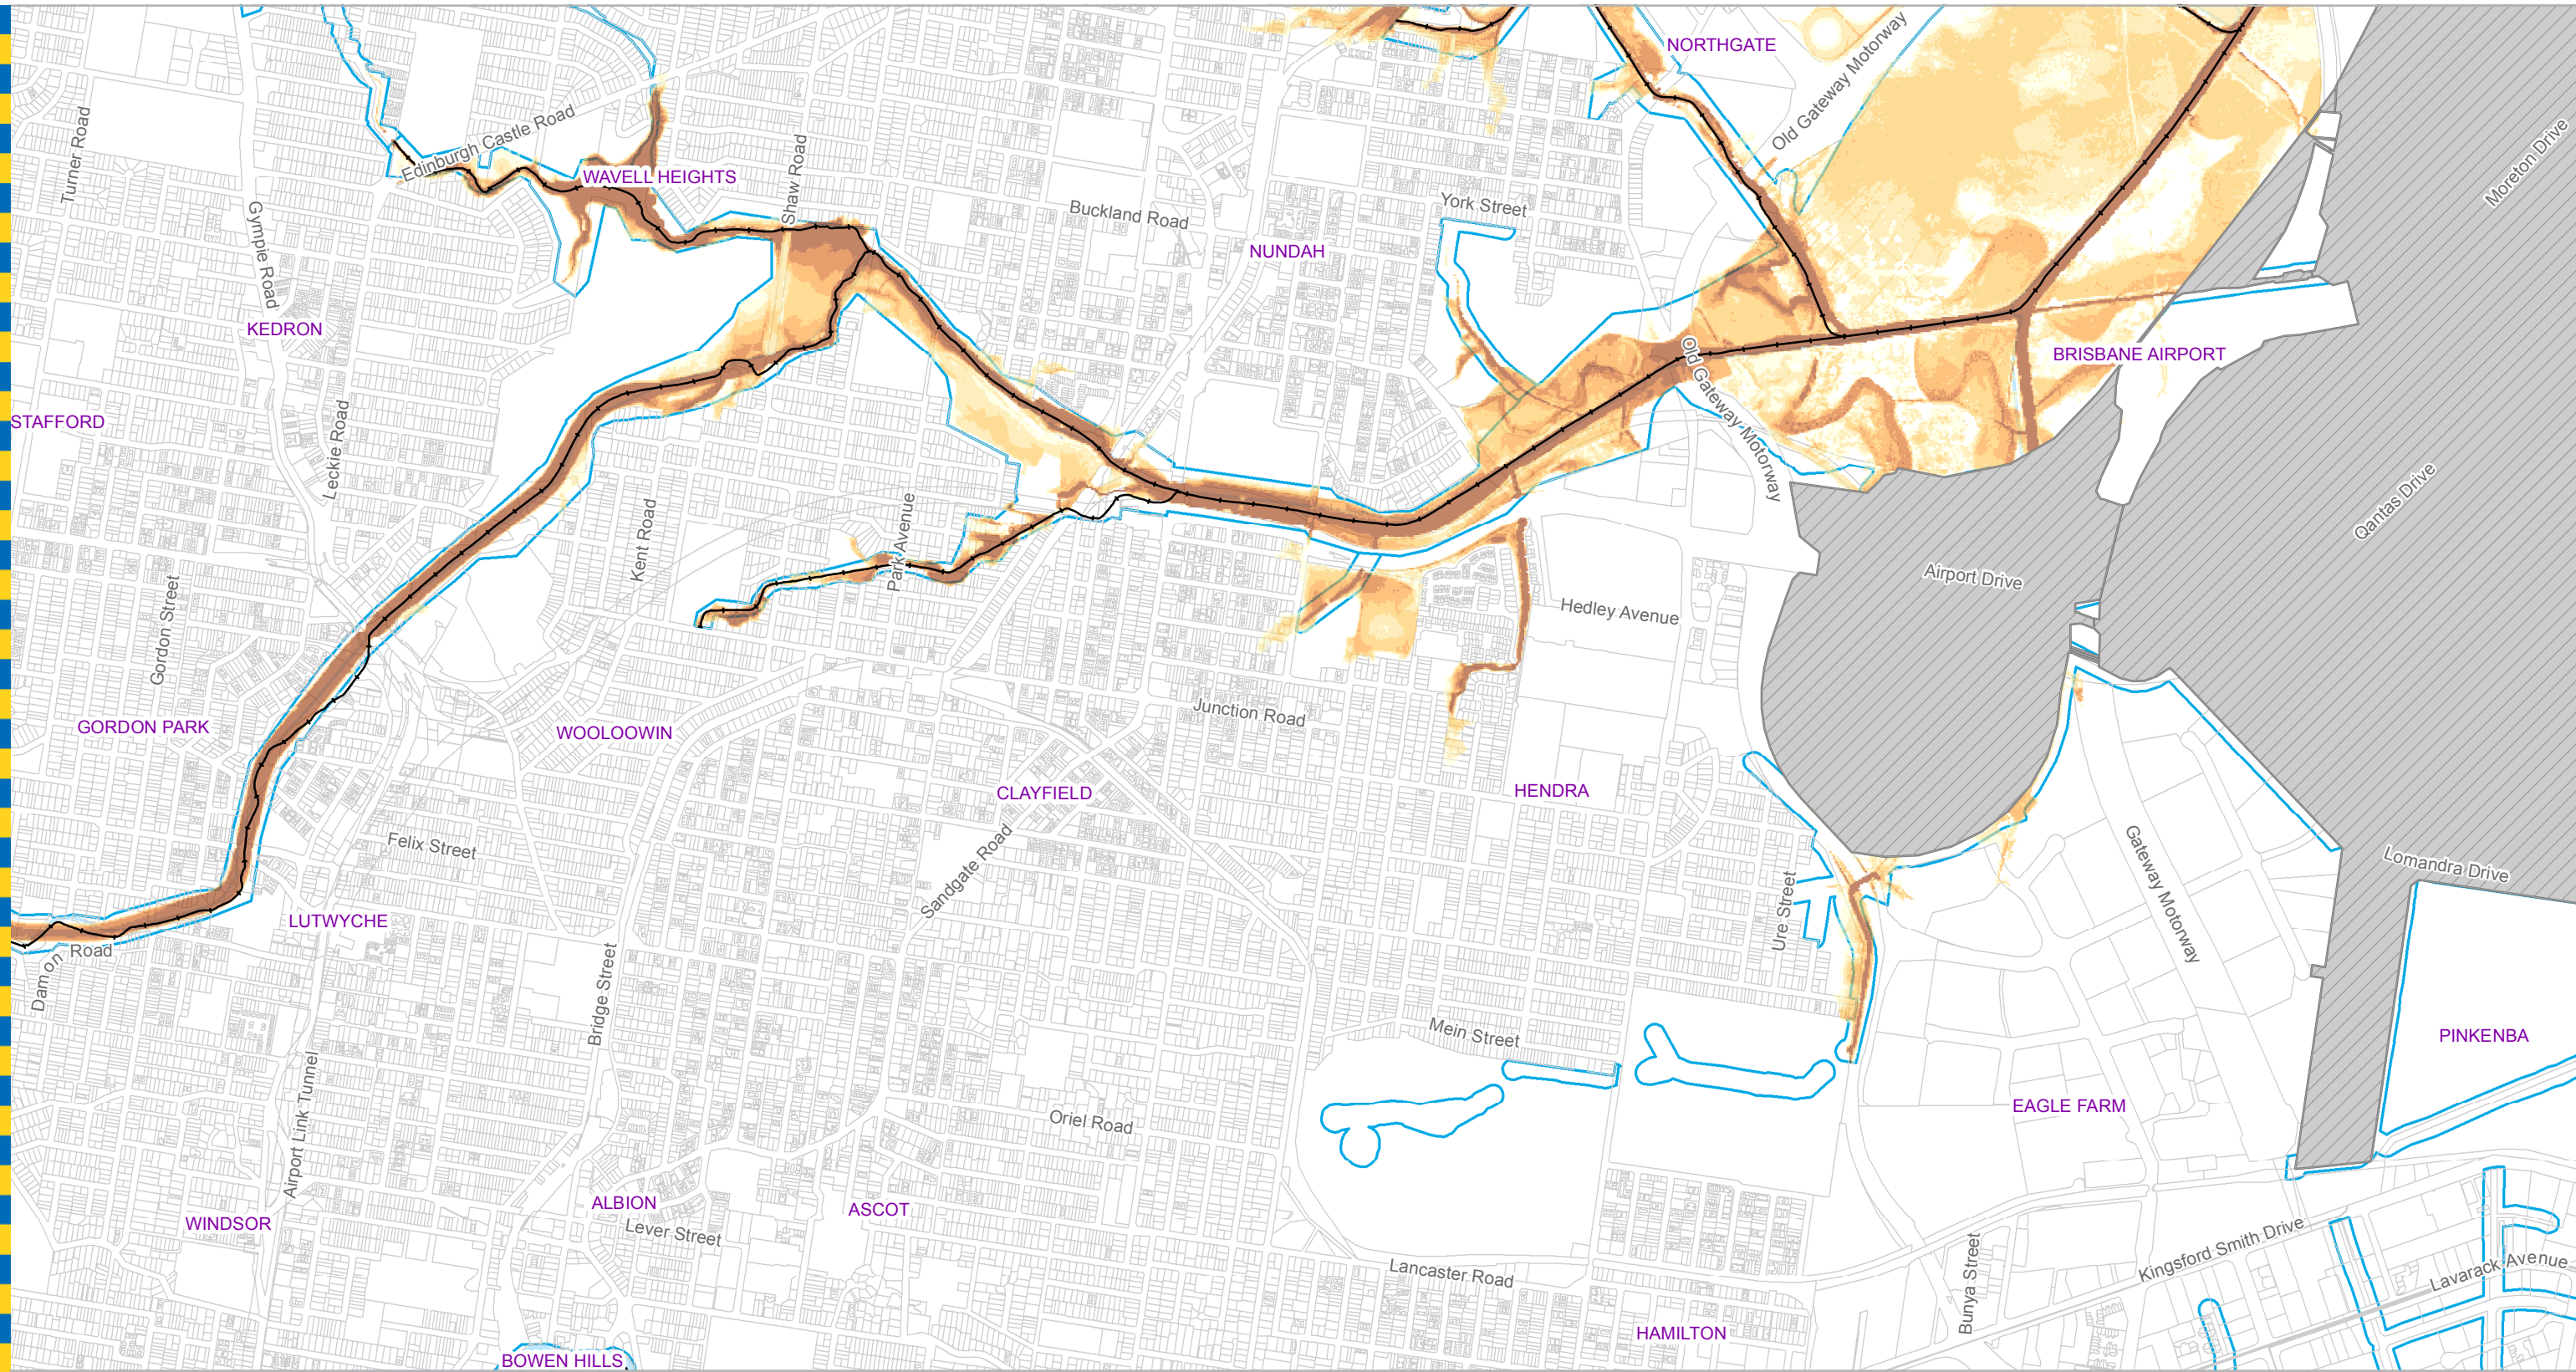 NORTHGATE
Old Gateway Motorway
Edinburgh Castle Road
Turner Road
Moreton Drive
WAVELL HEIGHTS
Shaw Road
York Street
Buckland Road
Gympie Road
NUNDAH
KEDRON
Old Gateway Motorway
BRISBANE AIRPORT
STAFFORD
Leckie Road
Qantas Drive
Kent Road
Park Avenue
Airport Drive
Gordon Street
Hedley Avenue
Junction Road
GORDON PARK
WOOLOOWIN
CLAYFIELD
HENDRA
Felix Street
Sandgate Road
Gateway Motorway
Lomandra Drive
Ure Street
LUTWYCHE
Damon Road
Bridge Street
Mein Street
PINKENBA
Airport Link Tunnel
Oriel Road
EAGLE FARM
ALBION
ASCOT
WINDSOR
Lever Street
Lancaster Road
Bunya Street
Kingsford Smith Drive
Lavarack Avenue
HAMILTON
BOWEN HILLS